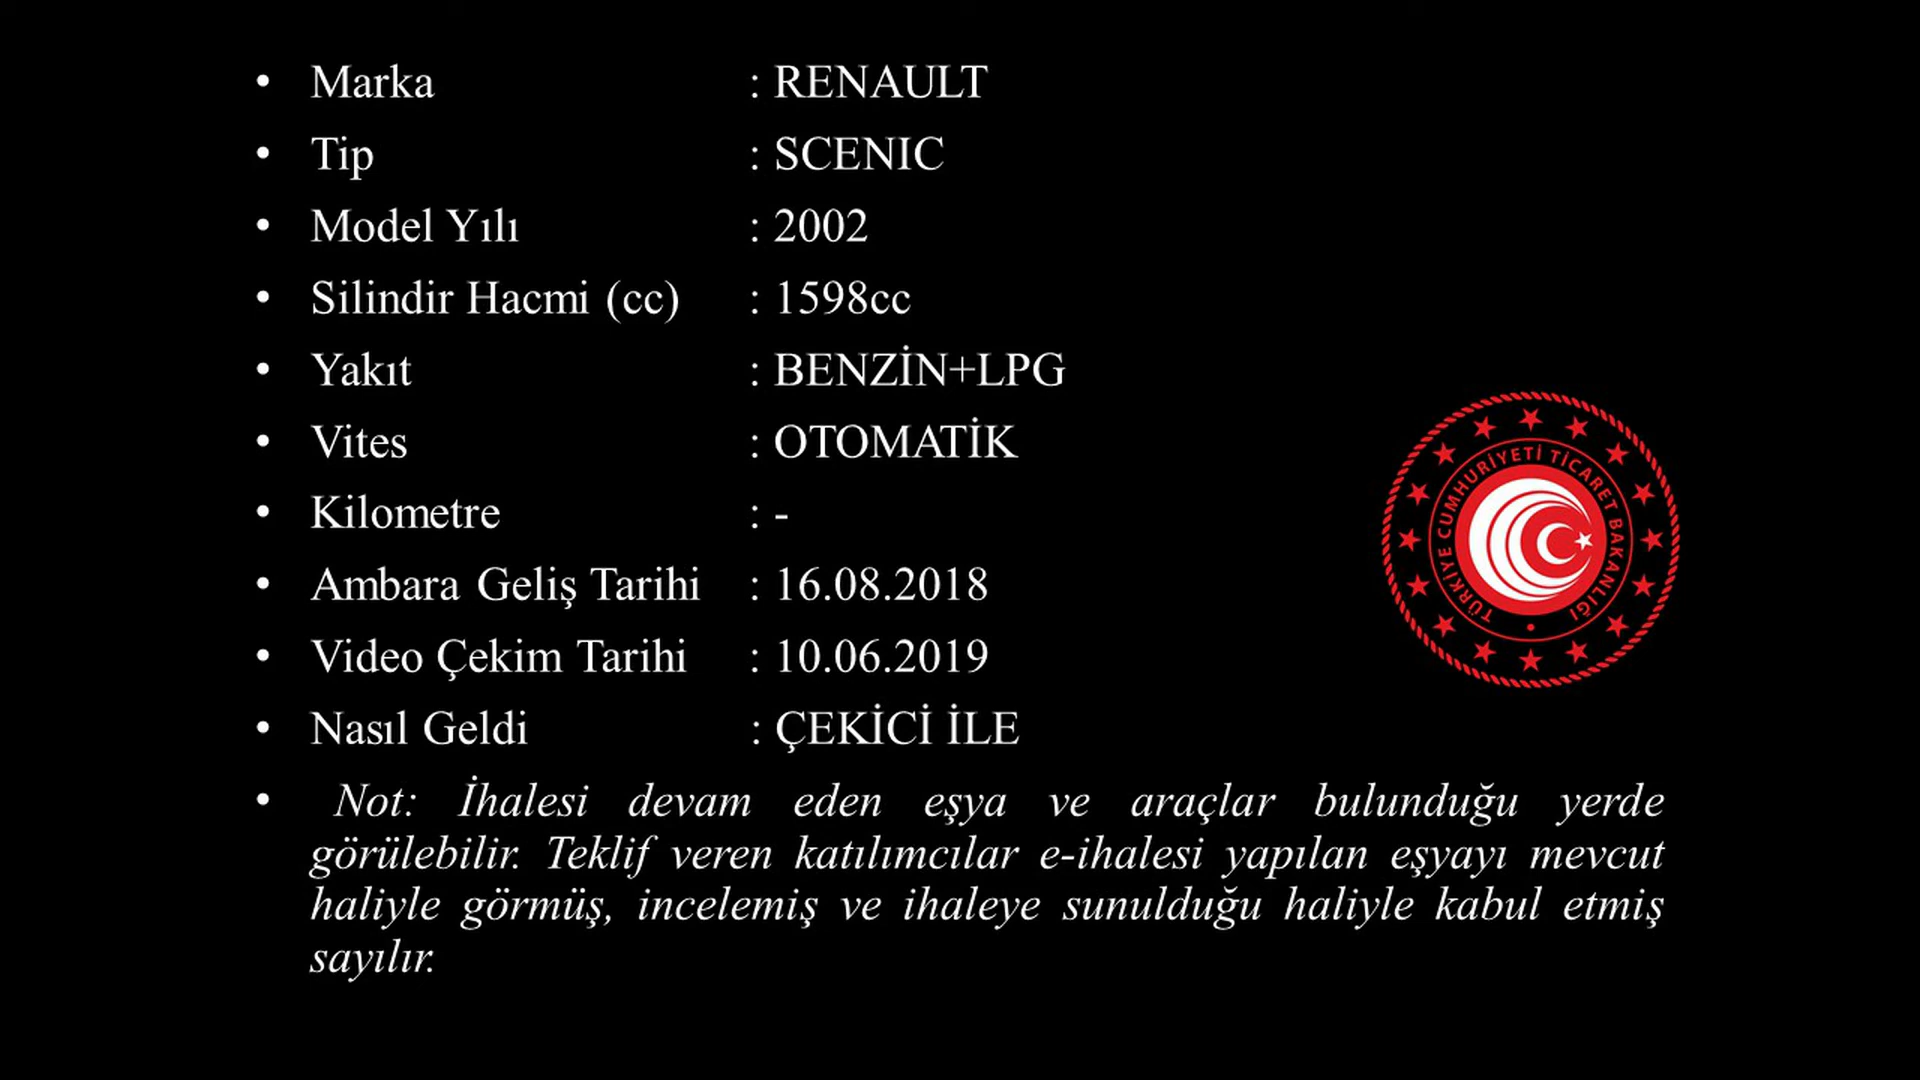 • Marka : RENAULT
• Tip : SCENIC
• Model Yılı : 2002
• Silindir Hacmi (cc) : 1598cc
• Yakıt : BENZİN+LPG
• Vites : OTOMATİK
• Kilometre : -
• Ambara Geliş Tarihi : 16.08.2018
• Video Çekim Tarihi : 10.06.2019
• Nasıl Geldi : ÇEKİCİ İLE
• Not: İhalesi devam eden eşya ve araçlar bulunduğu yerde
görülebilir. Teklif veren katılımcılar e-ihalesi yapılan eşyayı mevcut
haliyle görmüş, incelemiş ve ihaleye sunulduğu haliyle kabul etmiş
sayılır.
TÜRKİYE CUMHURİYETİ TİCARET BAKANLIĞI